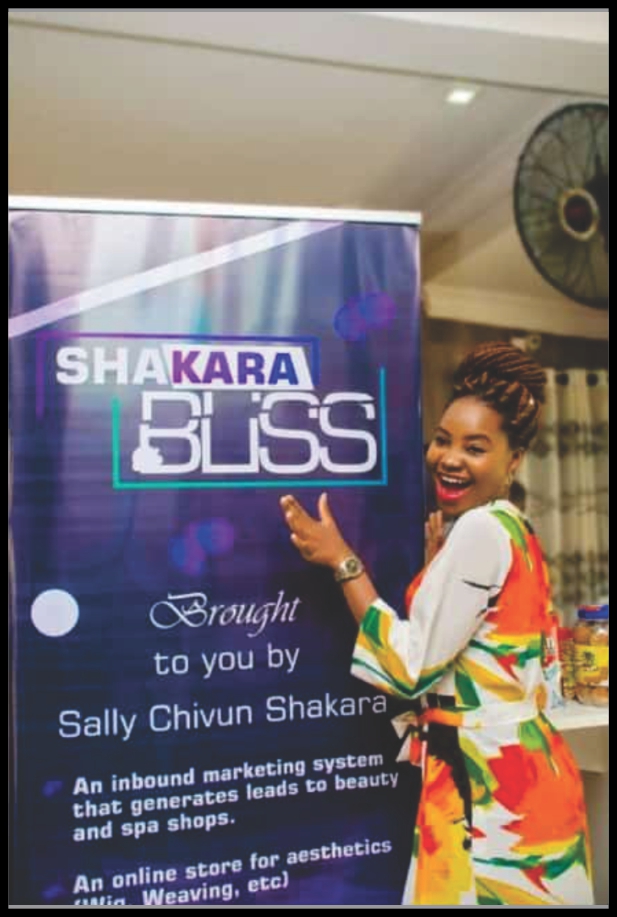 SHAKARA
BLISS
Brought
to you by
Sally Chivun Shakara
An inbound marketing system
that generates leads to beauty
and spa shops.
An online store for aesthetics
(Wig, Weaving, etc)